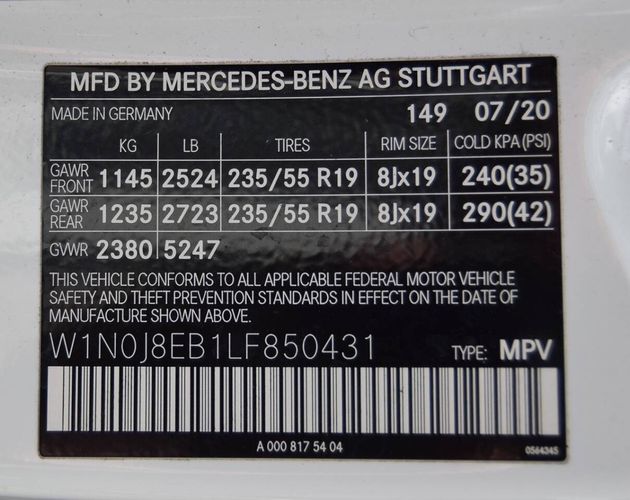 MFD BY MERCEDES-BENZ AG STUTTGART
MADE IN GERMANY 149 07/20
KG LB TIRES RIM SIZE COLD KPA (PSI)
GAWR FRONT 1145 2524 235/55 R19 8Jx19 240(35)
GAWR REAR 1235 2723 235/55 R19 8Jx19 290(42)
GVWR 2380 5247
THIS VEHICLE CONFORMS TO ALL APPLICABLE FEDERAL MOTOR VEHICLE
SAFETY AND THEFT PREVENTION STANDARDS IN EFFECT ON THE DATE OF
MANUFACTURE SHOWN ABOVE.
W1N0J8EB1LF850431 TYPE: MPV
A 000 817 54 04
0564345